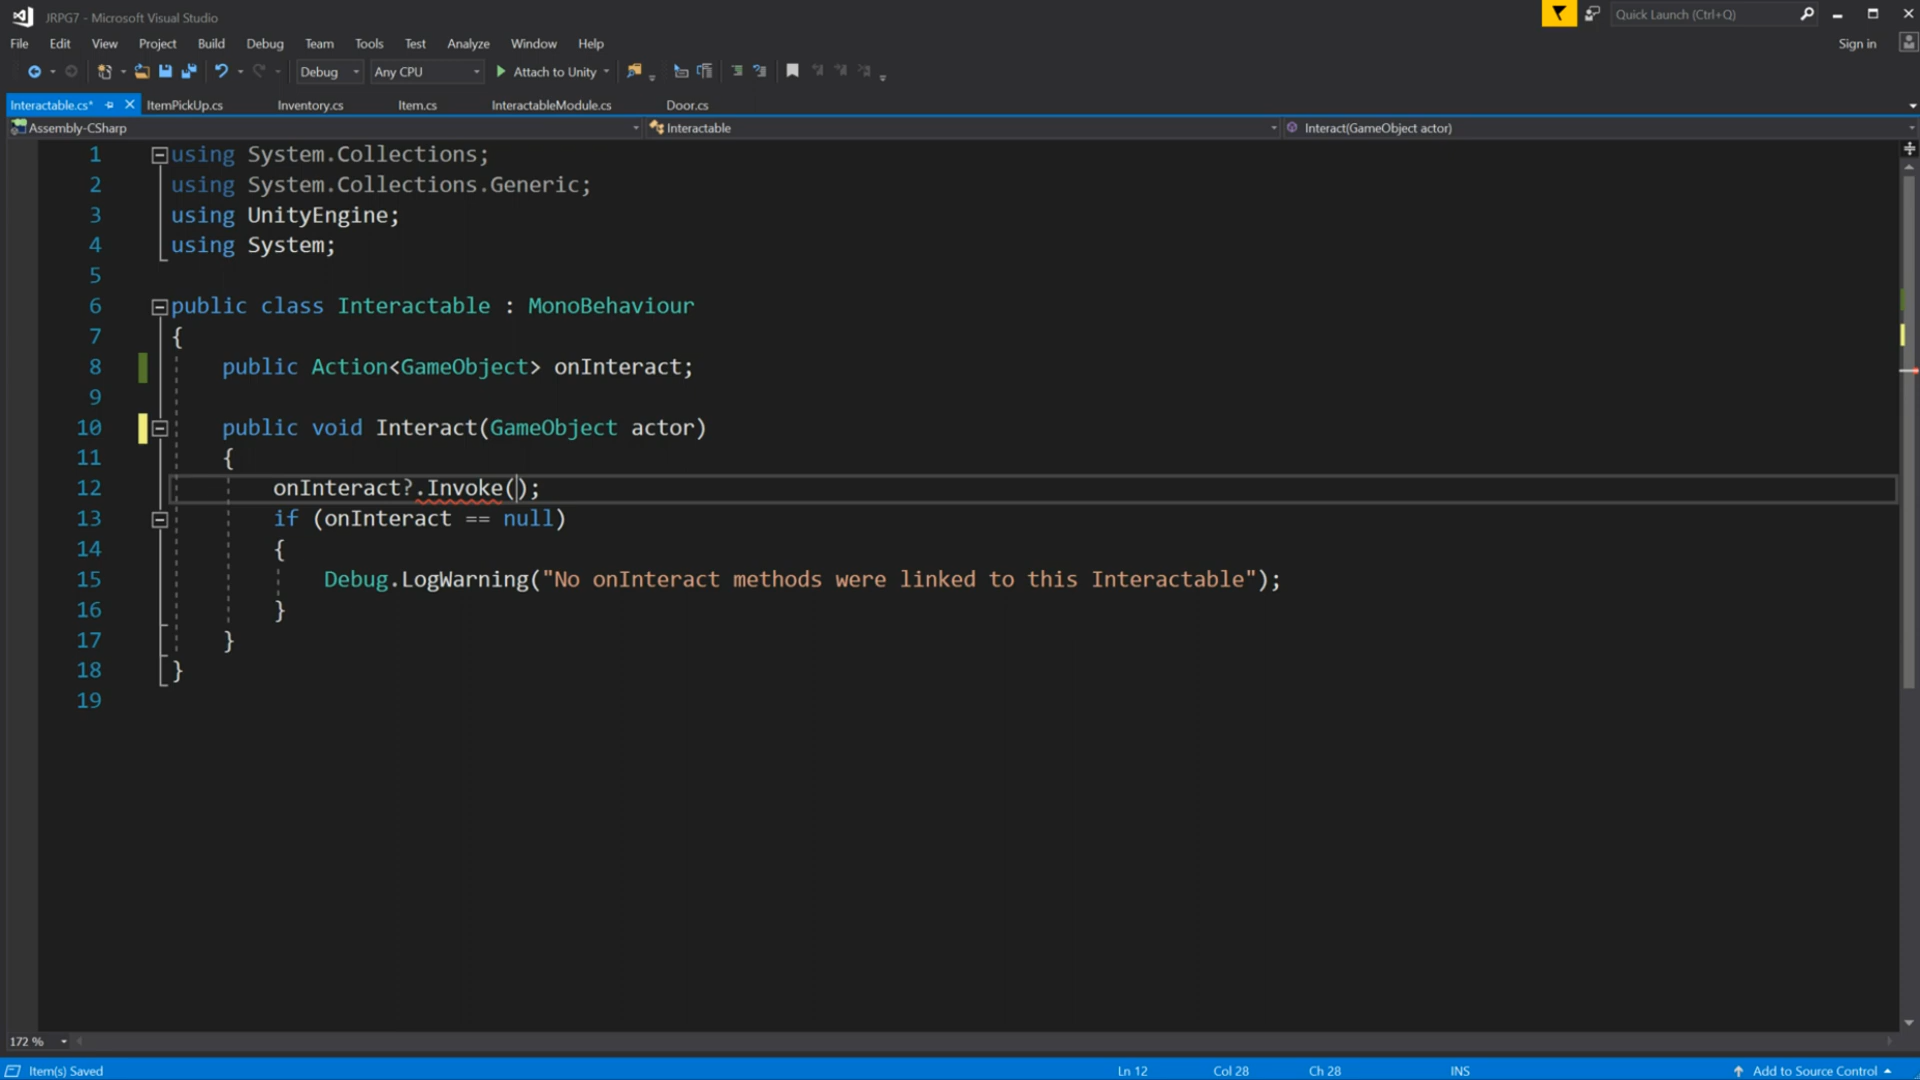 JRPG7 - Microsoft Visual Studio
Quick Launch (Ctrl+Q)
File Edit View Project Build Debug Team Tools Test Analyze Window Help
Sign in
Debug Any CPU Attach to Unity
Interactable.cs* ItemPickUp.cs Inventory.cs Item.cs InteractableModule.cs Door.cs
Assembly-CSharp Interactable Interact(GameObject actor)
1 using System.Collections;
2 using System.Collections.Generic;
3 using UnityEngine;
4 using System;
5
6 public class Interactable : MonoBehaviour
7 {
8 public Action<GameObject> onInteract;
9
10 public void Interact(GameObject actor)
11 {
12 onInteract?.Invoke();
13 if (onInteract == null)
14 {
15 Debug.LogWarning("No onInteract methods were linked to this Interactable");
16 }
17 }
18 }
19
172 %
Item(s) Saved Ln 12 Col 28 Ch 28 INS Add to Source Control